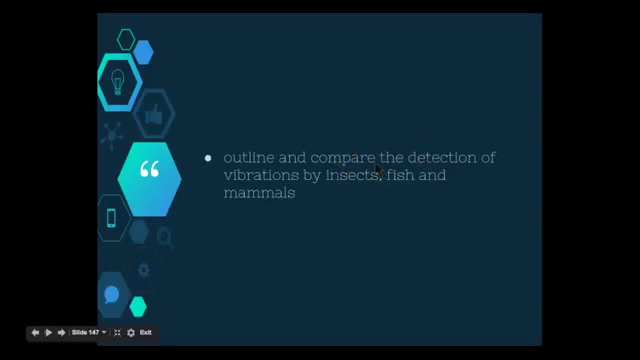 “
● outline and compare the detection of
vibrations by insects, fish and
mammals
Slide 147
Exit